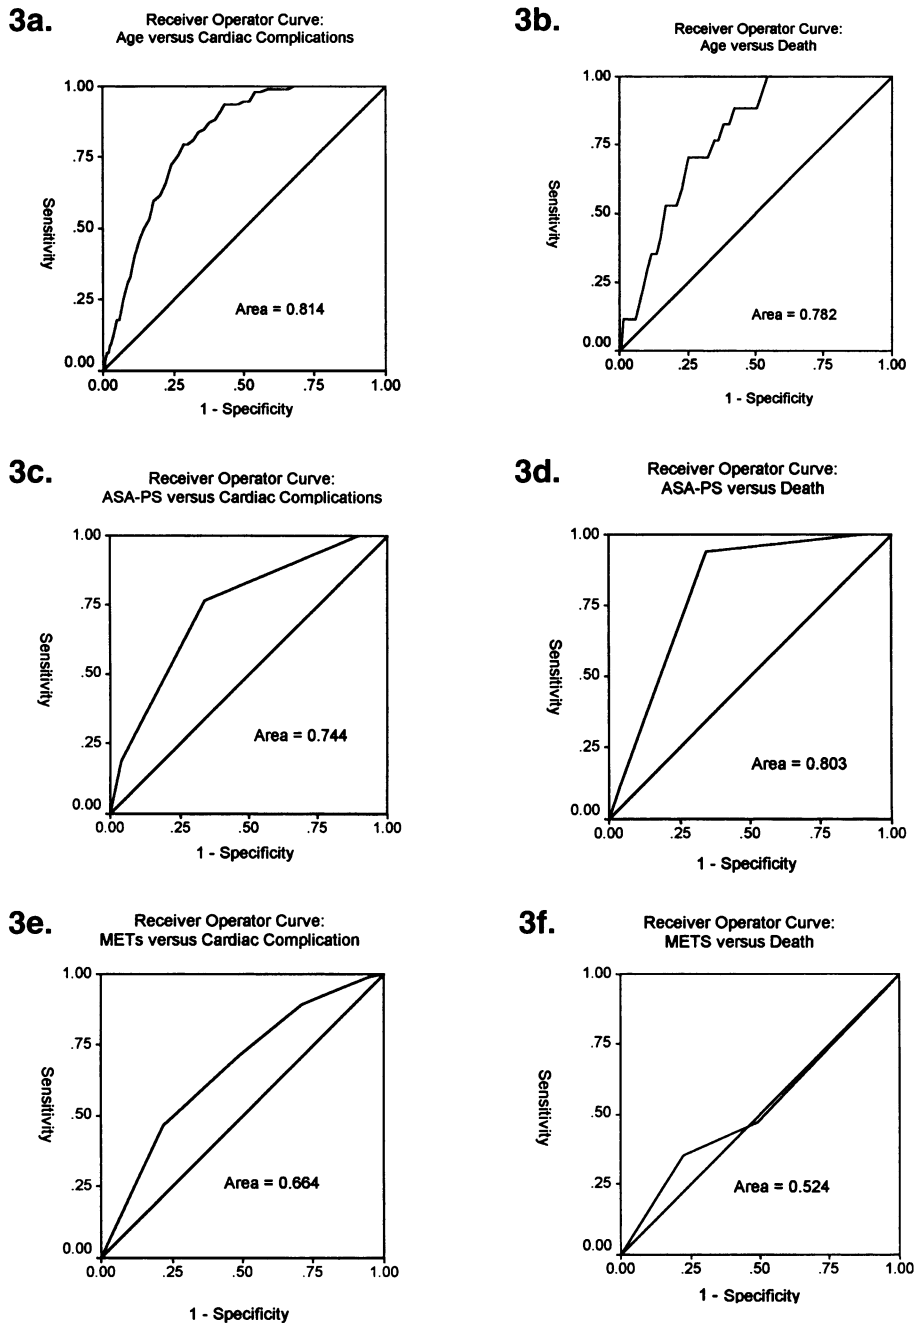 3a.
Receiver Operator Curve:
Age versus Cardiac Complications
1.00
.75
.50
.25
0.00
Sensitivity
Area = 0.814
0.00 .25 .50 .75 1.00
1 - Specificity
3b.
Receiver Operator Curve:
Age versus Death
1.00
.75
.50
.25
0.00
Sensitivity
Area = 0.782
0.00 .25 .50 .75 1.00
1 - Specificity
3c.
Receiver Operator Curve:
ASA-PS versus Cardiac Complications
1.00
.75
.50
.25
0.00
Sensitivity
Area = 0.744
0.00 .25 .50 .75 1.00
1 - Specificity
3d.
Receiver Operator Curve:
ASA-PS versus Death
1.00
.75
.50
.25
0.00
Sensitivity
Area = 0.803
0.00 .25 .50 .75 1.00
1 - Specificity
3e.
Receiver Operator Curve:
METs versus Cardiac Complication
1.00
.75
.50
.25
0.00
Sensitivity
Area = 0.664
0.00 .25 .50 .75 1.00
1 - Specificity
3f.
Receiver Operator Curve:
METS versus Death
1.00
.75
.50
.25
0.00
Sensitivity
Area = 0.524
0.00 .25 .50 .75 1.00
1 - Specificity